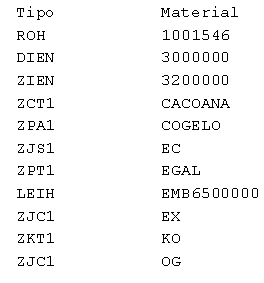 Tipo Material
ROH 1001546
DIEN 3000000
ZIEN 3200000
ZCT1 CACOANA
ZPA1 COGELO
ZJS1 EC
ZPT1 EGAL
LEIH EMB6500000
ZJC1 EX
ZKT1 KO
ZJC1 OG